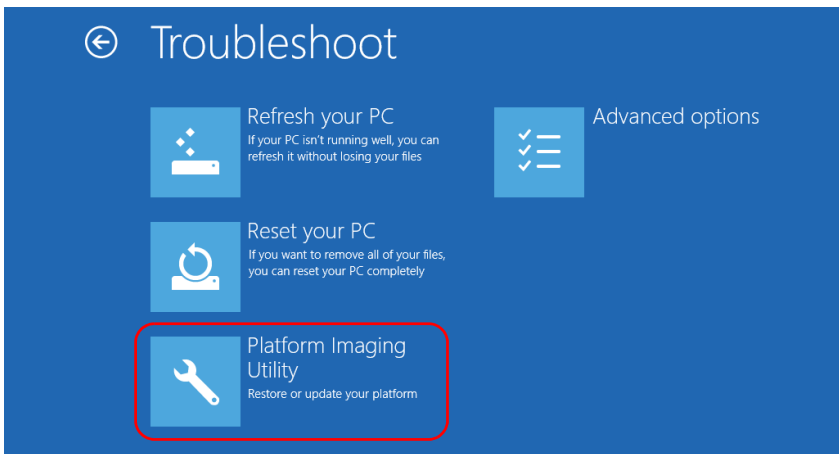 Troubleshoot
Refresh your PC
If your PC isn't running well, you can
refresh it without losing your files
Advanced options
Reset your PC
If you want to remove all of your files,
you can reset your PC completely
Platform Imaging
Utility
Restore or update your platform